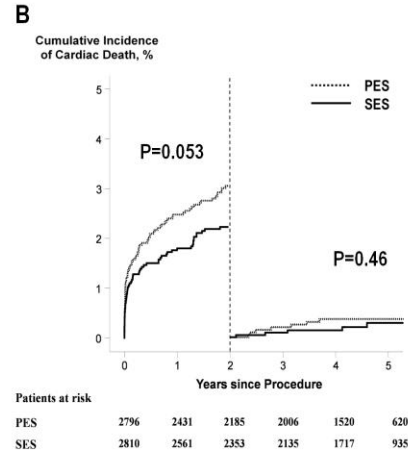 B
Cumulative Incidence
of Cardiac Death, %
PES
SES
P=0.053
P=0.46
5
4
3
2
1
0
0 1 2 3 4 5
Years since Procedure
Patients at risk
PES 2796 2431 2185 2006 1520 620
SES 2810 2561 2353 2135 1717 935